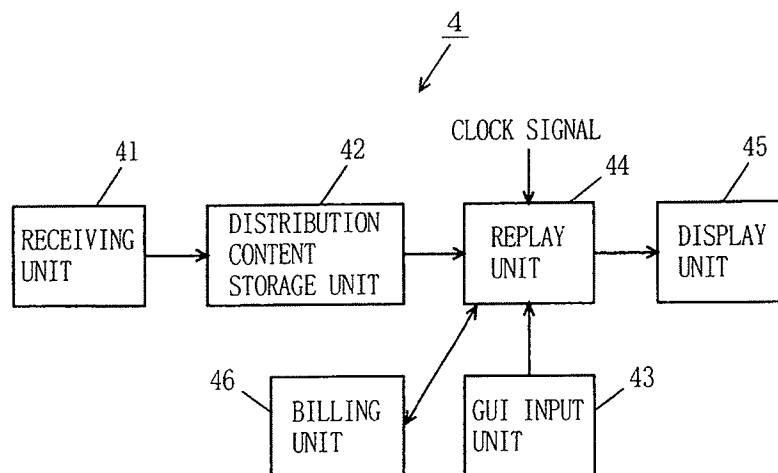 4
CLOCK SIGNAL
41
42
44
45
RECEIVING
UNIT
DISTRIBUTION
CONTENT
STORAGE UNIT
REPLAY
UNIT
DISPLAY
UNIT
46
43
BILLING
UNIT
GUI INPUT
UNIT